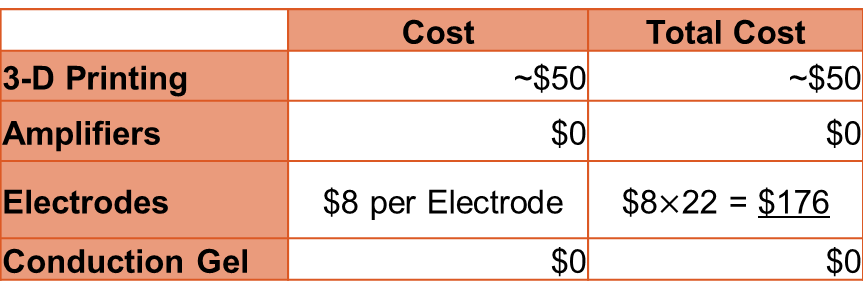 Cost Total Cost
3-D Printing ~$50 ~$50
Amplifiers $0 $0
Electrodes $8 per Electrode $8×22 = $176
Conduction Gel $0 $0